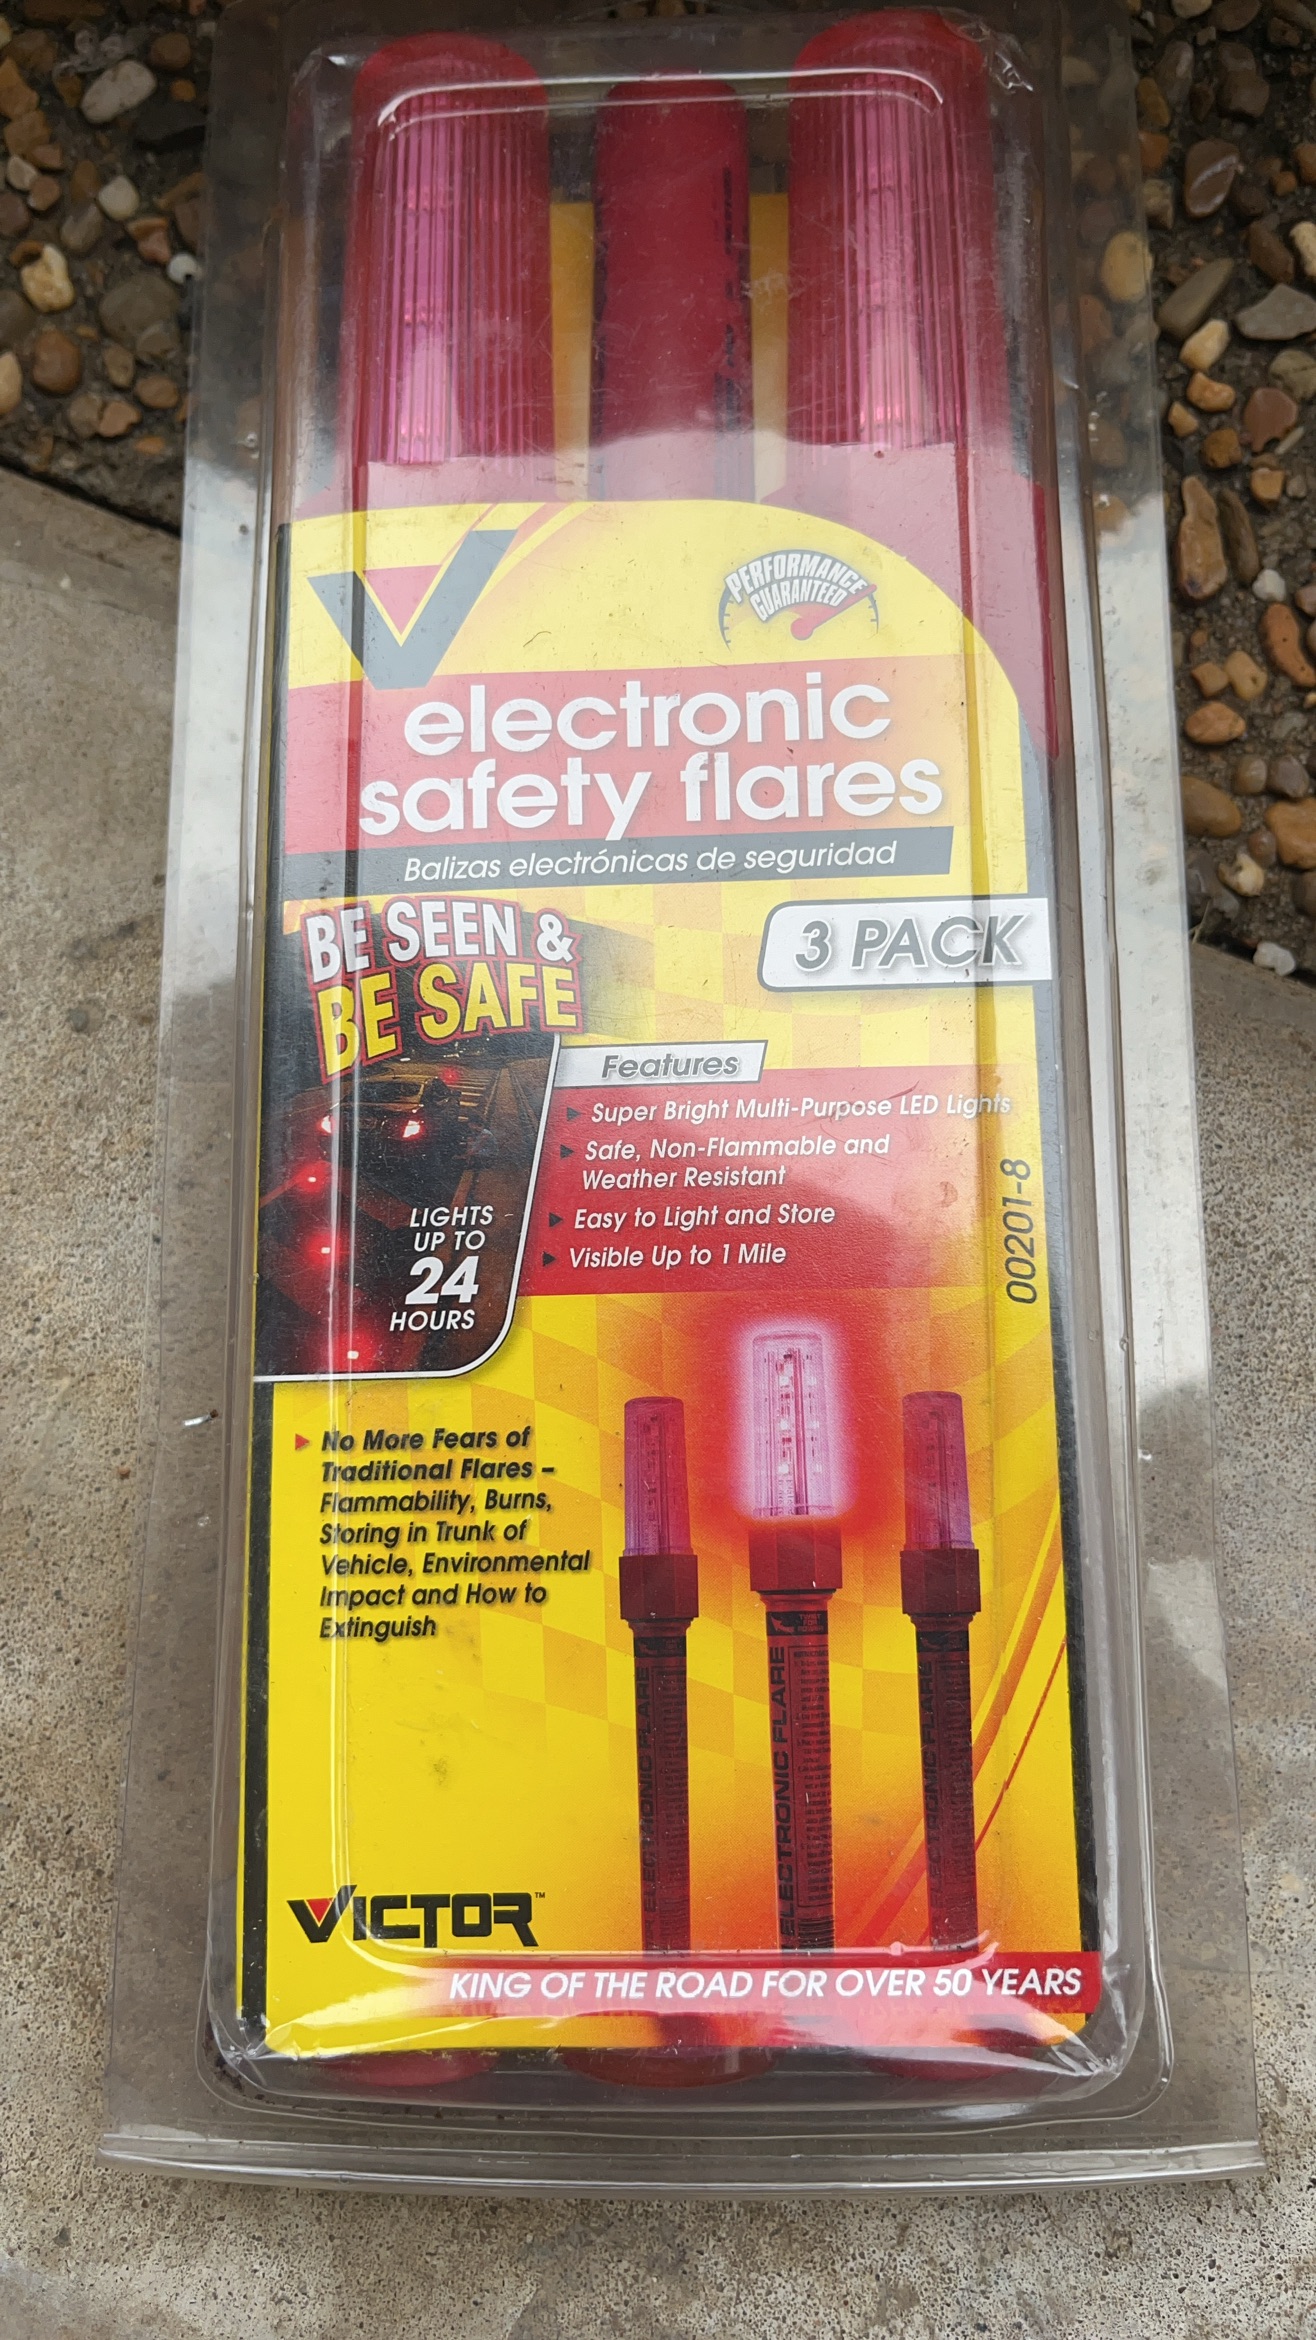 V
PERFORMANCE
GUARANTEED
electronic
safety flares
Balizas electrónicas de seguridad
BE SEEN &
BE SAFE
3 PACK
Features
Super Bright Multi-Purpose LED Lights
Safe, Non-Flammable and
Weather Resistant
Easy to Light and Store
Visible Up to 1 Mile
LIGHTS
UP TO
24
HOURS
00201-8
No More Fears of
Traditional Flares –
Flammability, Burns,
Storing in Trunk of
Vehicle, Environmental
Impact and How to
Extinguish
ELECTRONIC FLARE
ELECTRONIC FLARE
ELECTRONIC FLARE
VICTOR™
KING OF THE ROAD FOR OVER 50 YEARS